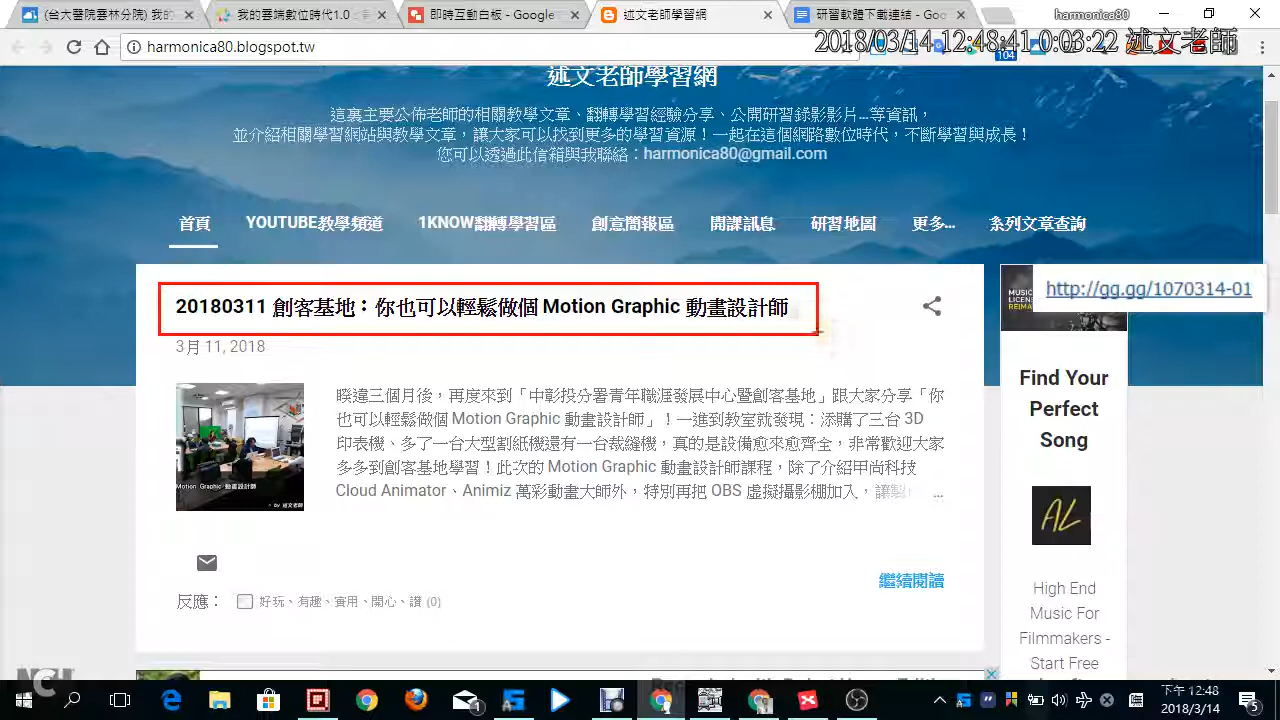 (台大醫院雲林分院) 我的
我的雲端數位時代1.0 -
即時互動白板 - Google
述文老師學習網
研習軟體下載連結 - Goo
harmonica80
harmonica80.blogspot.tw
2018/03/14 12:48:41 0:03:22 述文老師
104
述文老師學習網
這裏主要公佈老師的相關教學文章、翻轉學習經驗分享、公開研習錄影影片...等資訊，
並介紹相關學習網站與教學文章，讓大家可以找到更多的學習資源！一起在這個網路數位時代，不斷學習與成長！
您可以透過此信箱與我聯絡：harmonica80@gmail.com
首頁 YOUTUBE教學頻道 1KNOW翻轉學習區 創意簡報區 開課訊息 研習地圖 更多... 系列文章查詢
20180311 創客基地：你也可以輕鬆做個 Motion Graphic 動畫設計師
3月 11, 2018
睽違三個月後，再度來到「中彰投分署青年職涯發展中心暨創客基地」跟大家分享「你
也可以輕鬆做個 Motion Graphic 動畫設計師」！一進到教室就發現：添購了三台 3D
印表機、多了一台大型割紙機還有一台裁縫機，真的是設備愈來愈齊全，非常歡迎大家
多多到創客基地學習！此次的 Motion Graphic 動畫設計師課程，除了介紹甲尚科技
Cloud Animator、Animiz 萬彩動畫大師外，特別再把 OBS 虛擬攝影棚加入，讓製 ...
Motion Graphic 動畫設計師
- By 述文老師
繼續閱讀
反應： 好玩、有趣、實用、開心、讚 (0)
MUSIC
LICEN
REIMA
http://gg.gg/1070314-01
Find Your
Perfect
Song
AL
High End
Music For
Filmmakers -
Start Free
NCH
下午 12:48
2018/3/14
1
5